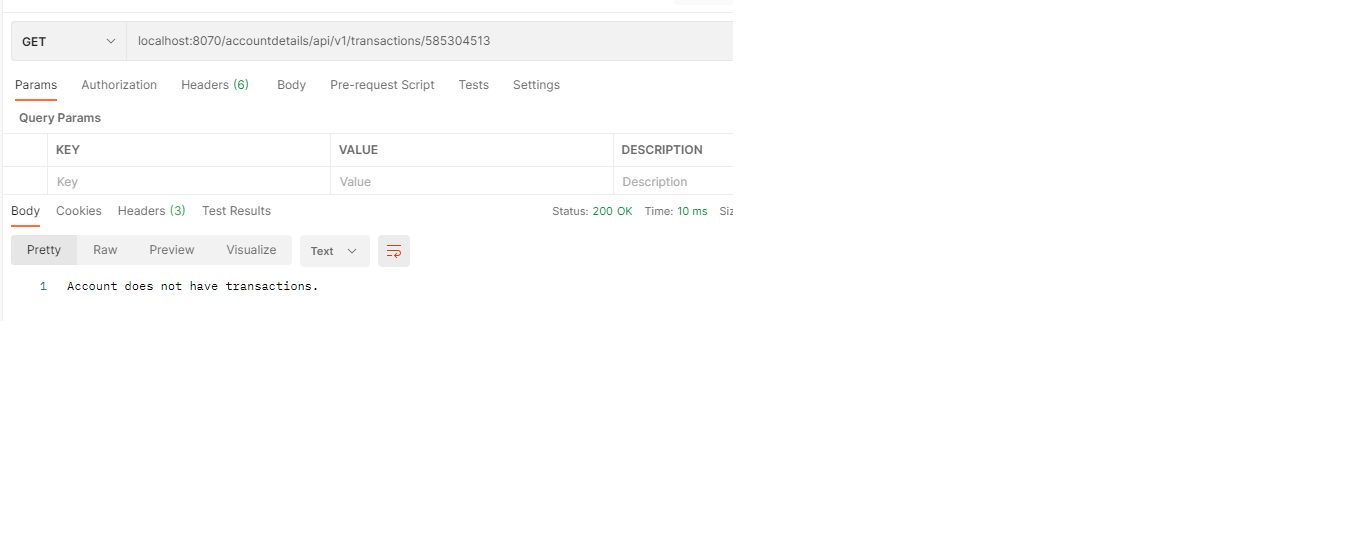 GET localhost:8070/accountdetails/api/v1/transactions/585304513
Params Authorization Headers (6) Body Pre-request Script Tests Settings
Query Params
KEY VALUE DESCRIPTION
Key Value Description
Body Cookies Headers (3) Test Results Status: 200 OK Time: 10 ms Siz
Pretty Raw Preview Visualize Text
1 Account does not have transactions.